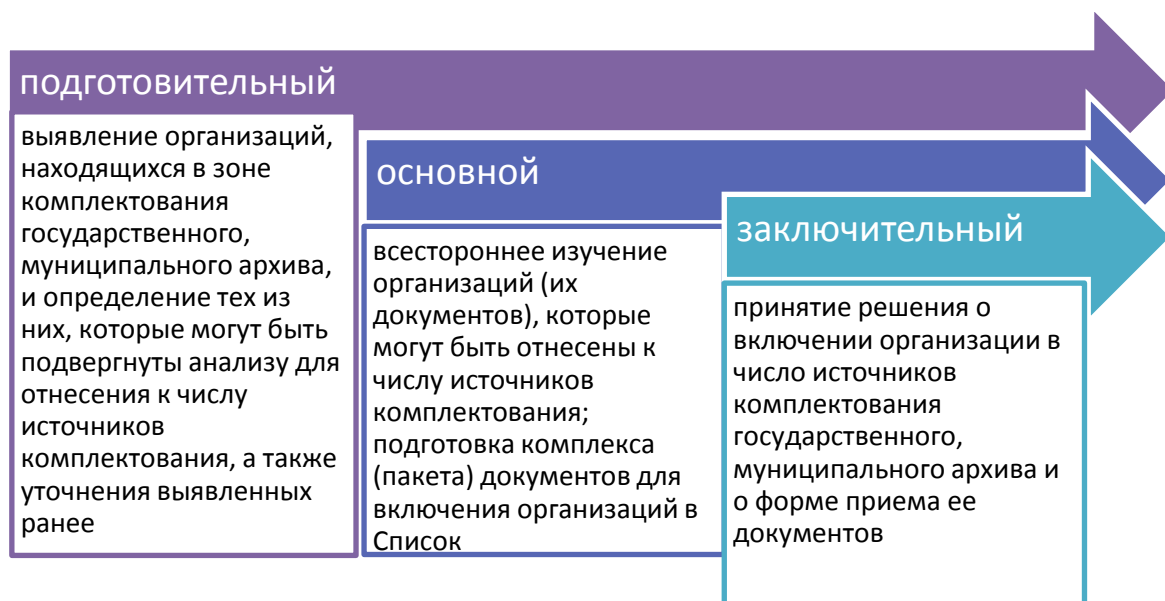 подготовительный
выявление организаций,
находящихся в зоне
комплектования
государственного,
муниципального архива,
и определение тех из
них, которые могут быть
подвергнуты анализу для
отнесения к числу
источников
комплектования, а также
уточнения выявленных
ранее
основной
всестороннее изучение
организаций (их
документов), которые
могут быть отнесены к
числу источников
комплектования;
подготовка комплекса
(пакета) документов для
включения организаций в
Список
заключительный
принятие решения о
включении организации в
число источников
комплектования
государственного,
муниципального архива и
о форме приема ее
документов